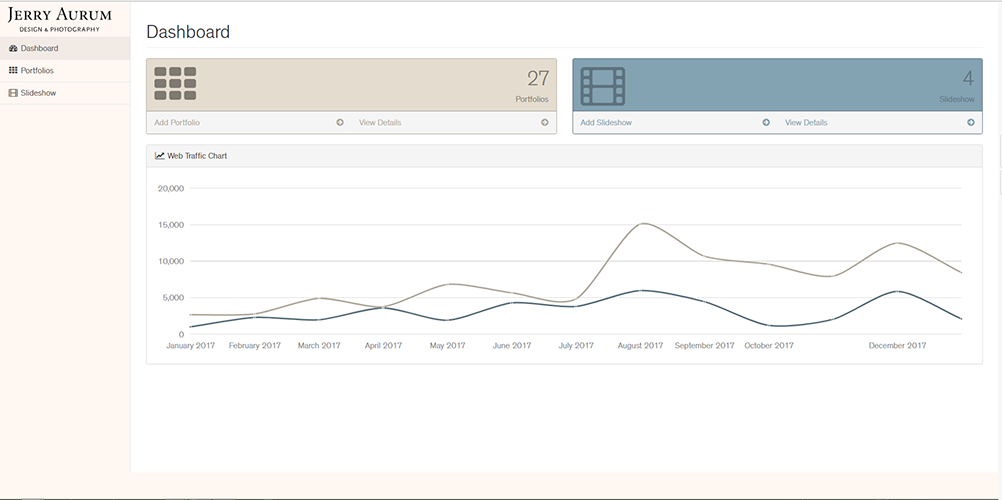 JERRY AURUM
DESIGN & PHOTOGRAPHY
Dashboard
Portfolios
Slideshow
Dashboard
27
Portfolios
Add Portfolio
View Details
4
Slideshow
Add Slideshow
View Details
Web Traffic Chart
20,000
15,000
10,000
5,000
0
January 2017 February 2017 March 2017 April 2017 May 2017 June 2017 July 2017 August 2017 September 2017 October 2017 December 2017